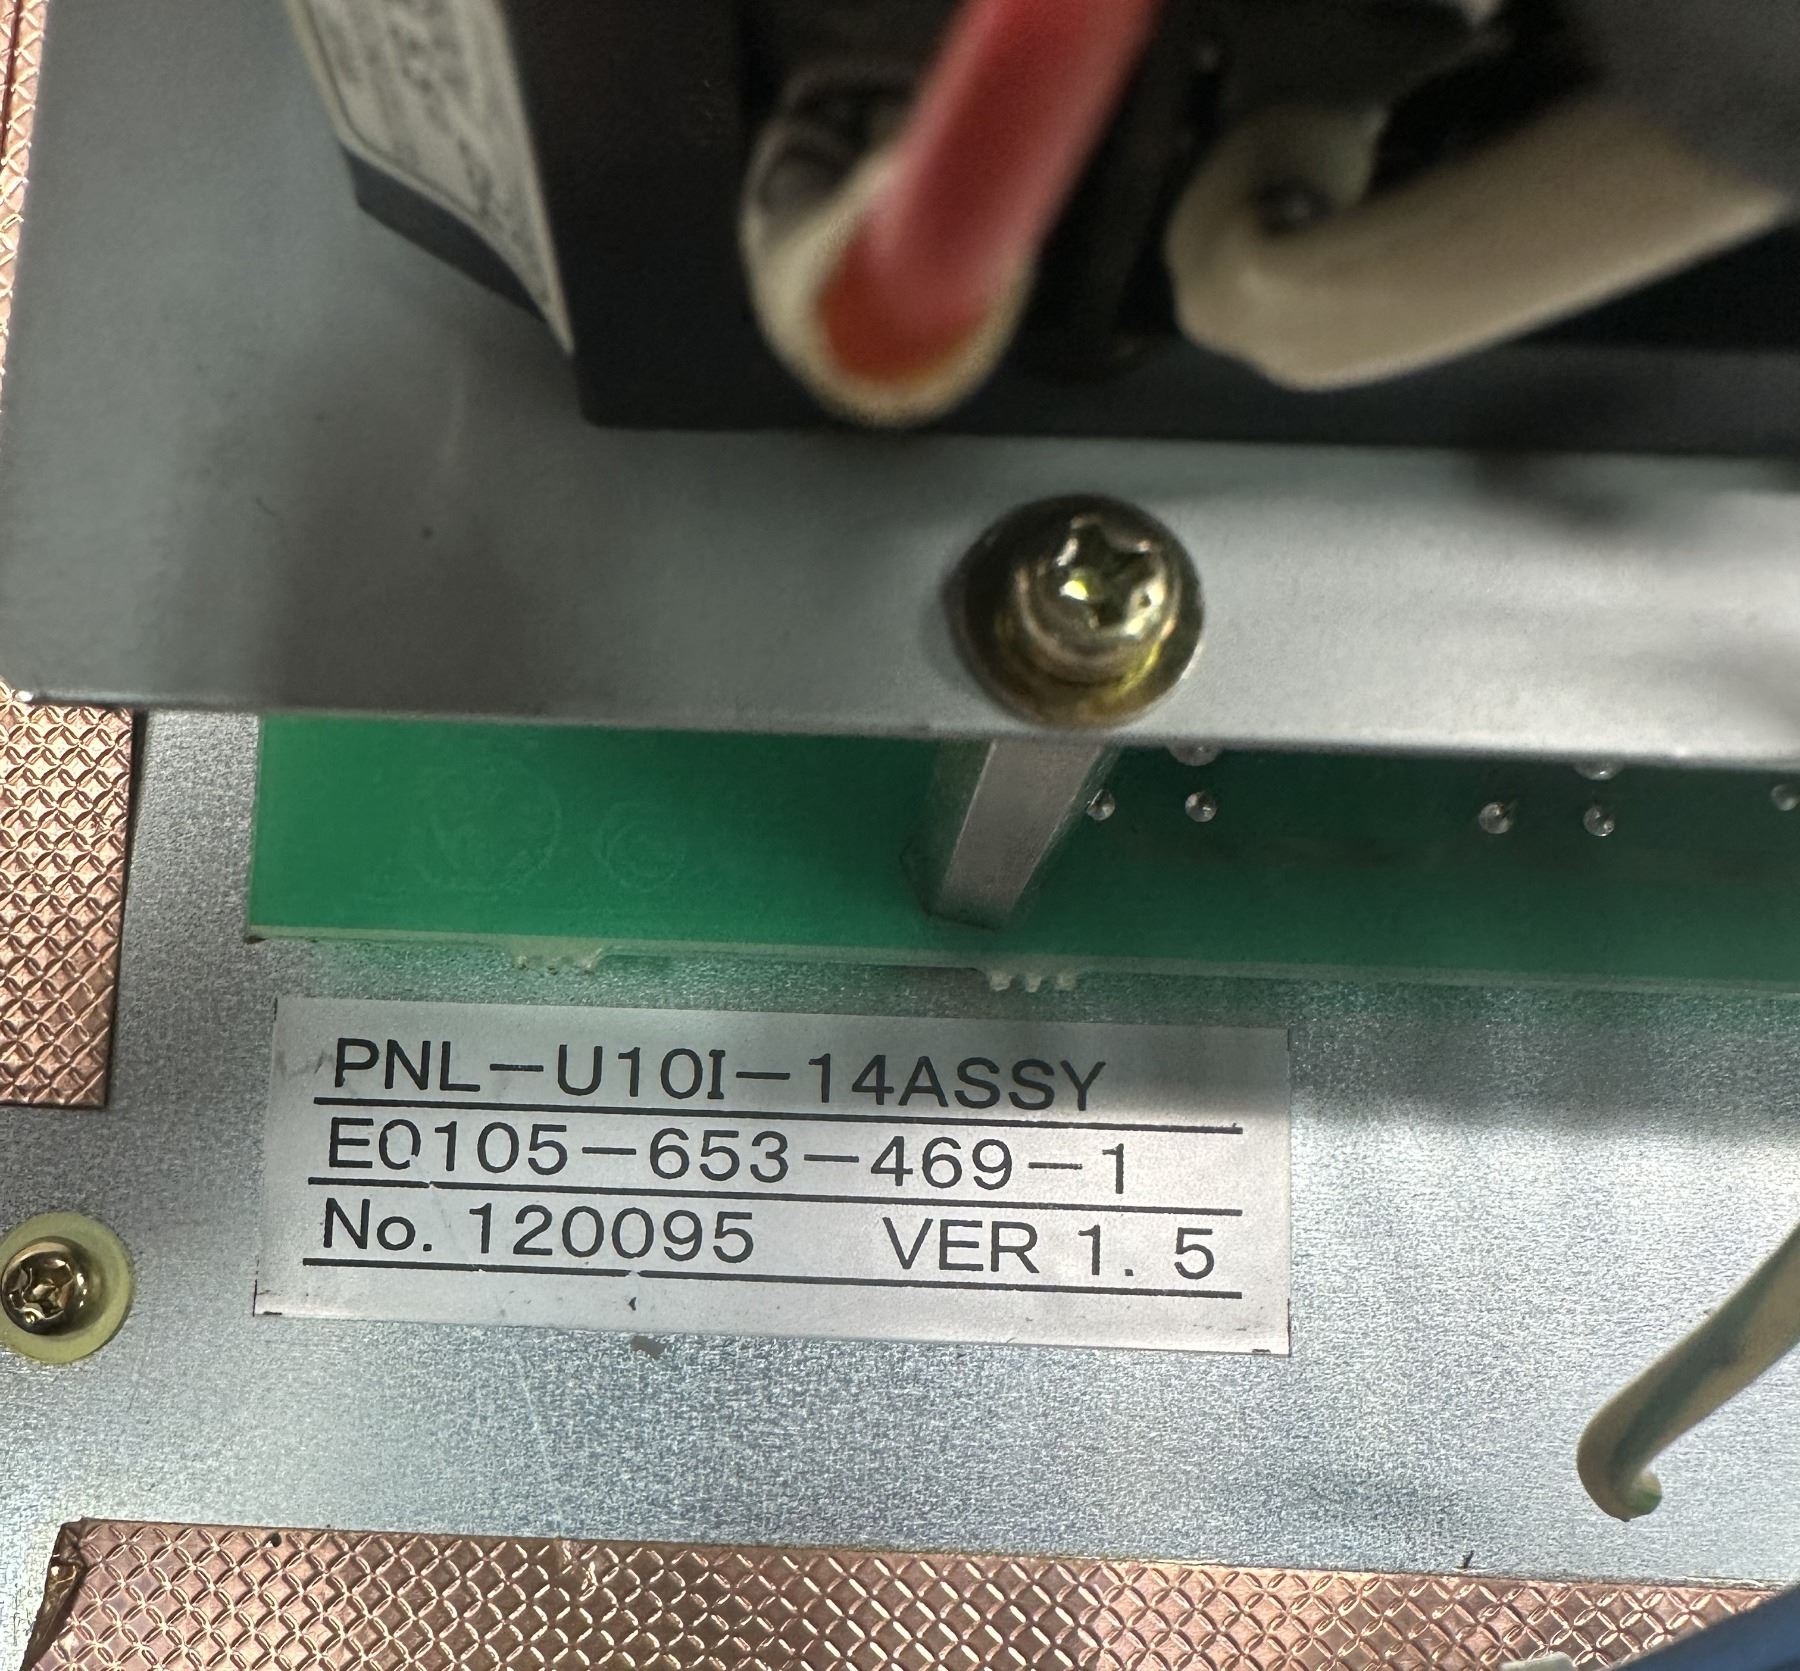 PNL-U10I-14ASSY
E0105-653-469-1
No. 120095 VER 1. 5